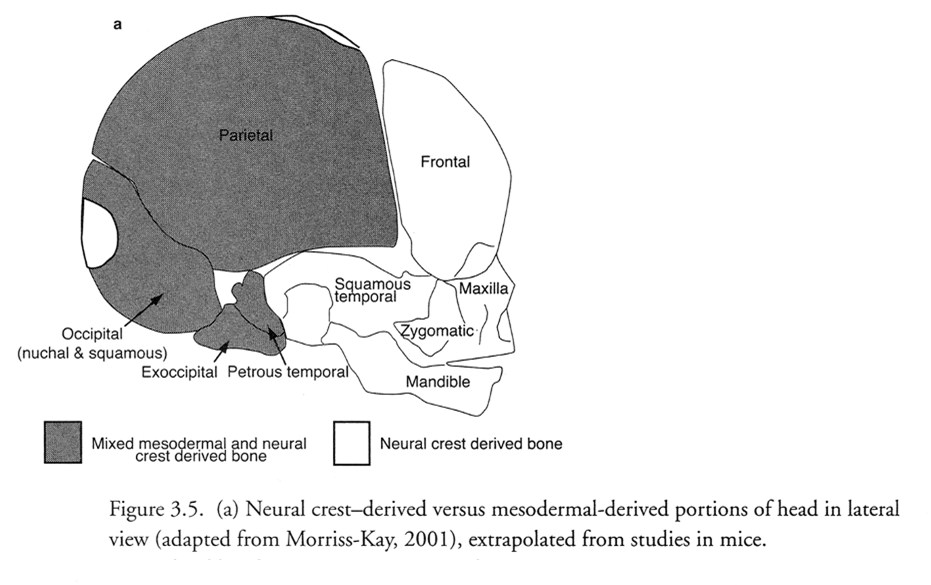 a
Parietal
Frontal
Squamous
temporal
Maxilla
Zygomatic
Occipital
(nuchal & squamous)
Exoccipital
Petrous temporal
Mandible
Mixed mesodermal and neural
crest derived bone
Neural crest derived bone
Figure 3.5. (a) Neural crest–derived versus mesodermal-derived portions of head in lateral
view (adapted from Morriss-Kay, 2001), extrapolated from studies in mice.